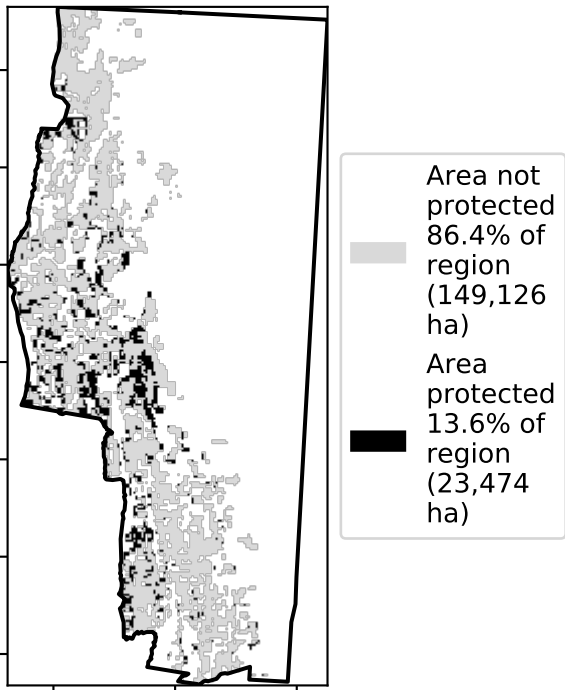 Area not
protected
86.4% of
region
(149,126
ha)
Area
protected
13.6% of
region
(23,474
ha)